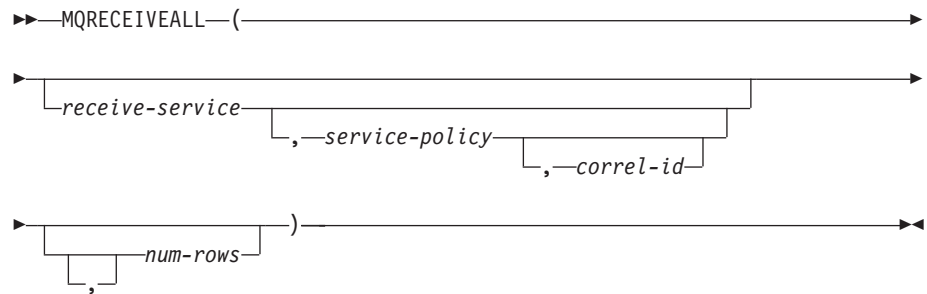 MQRECEIVEALL (
receive-service
, service-policy
, correl-id
)
num-rows
,